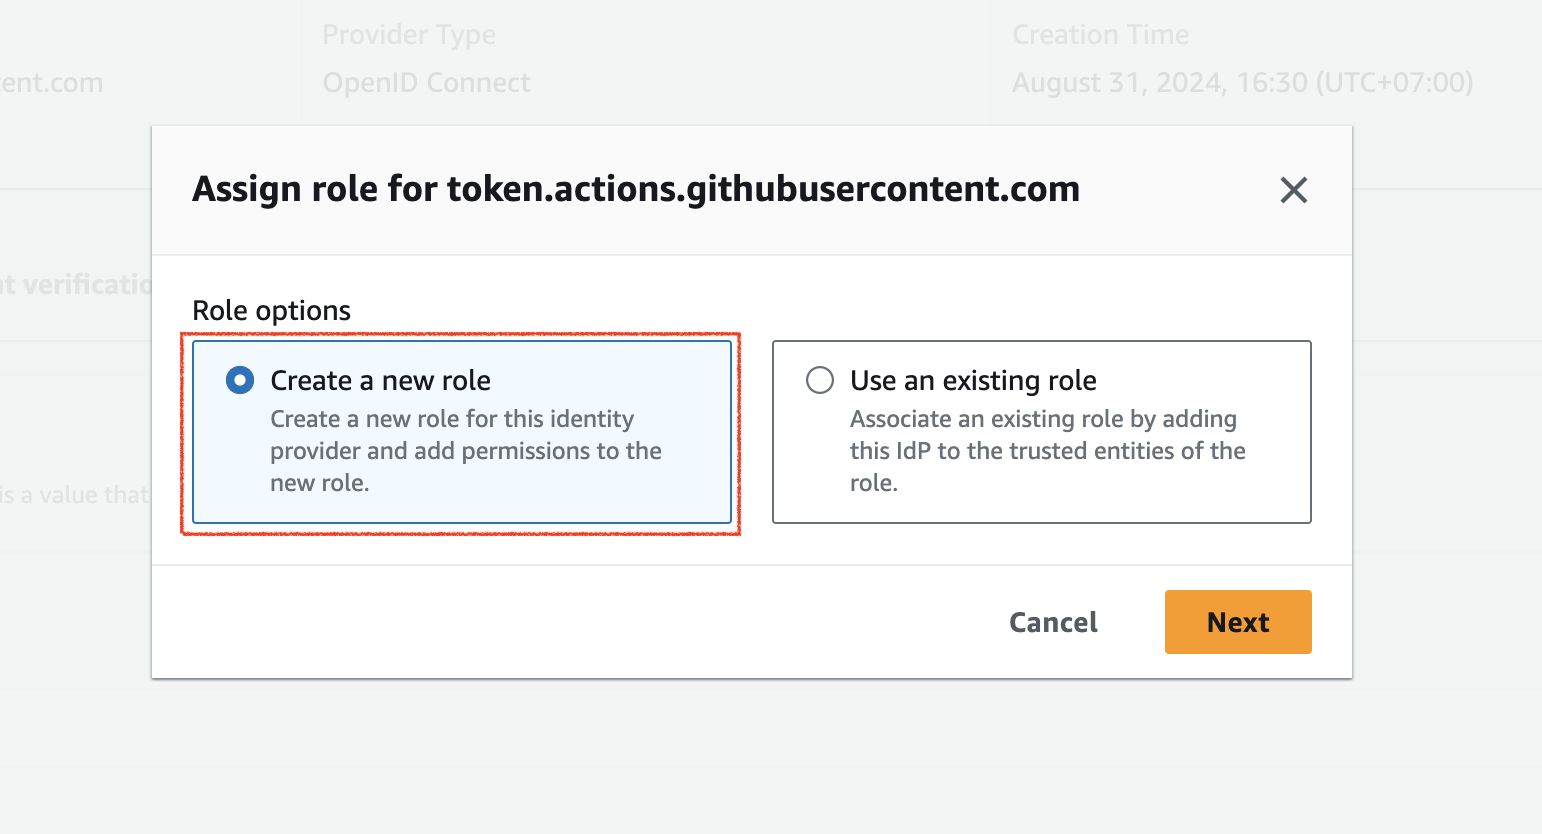 Provider Type
Creation Time
ent.com
OpenID Connect
August 31, 2024, 16:30 (UTC+07:00)
Assign role for token.actions.githubusercontent.com
nt verificatio
Role options
Create a new role
Create a new role for this identity
provider and add permissions to the
new role.
Use an existing role
Associate an existing role by adding
this IdP to the trusted entities of the
role.
is a value that
Cancel
Next